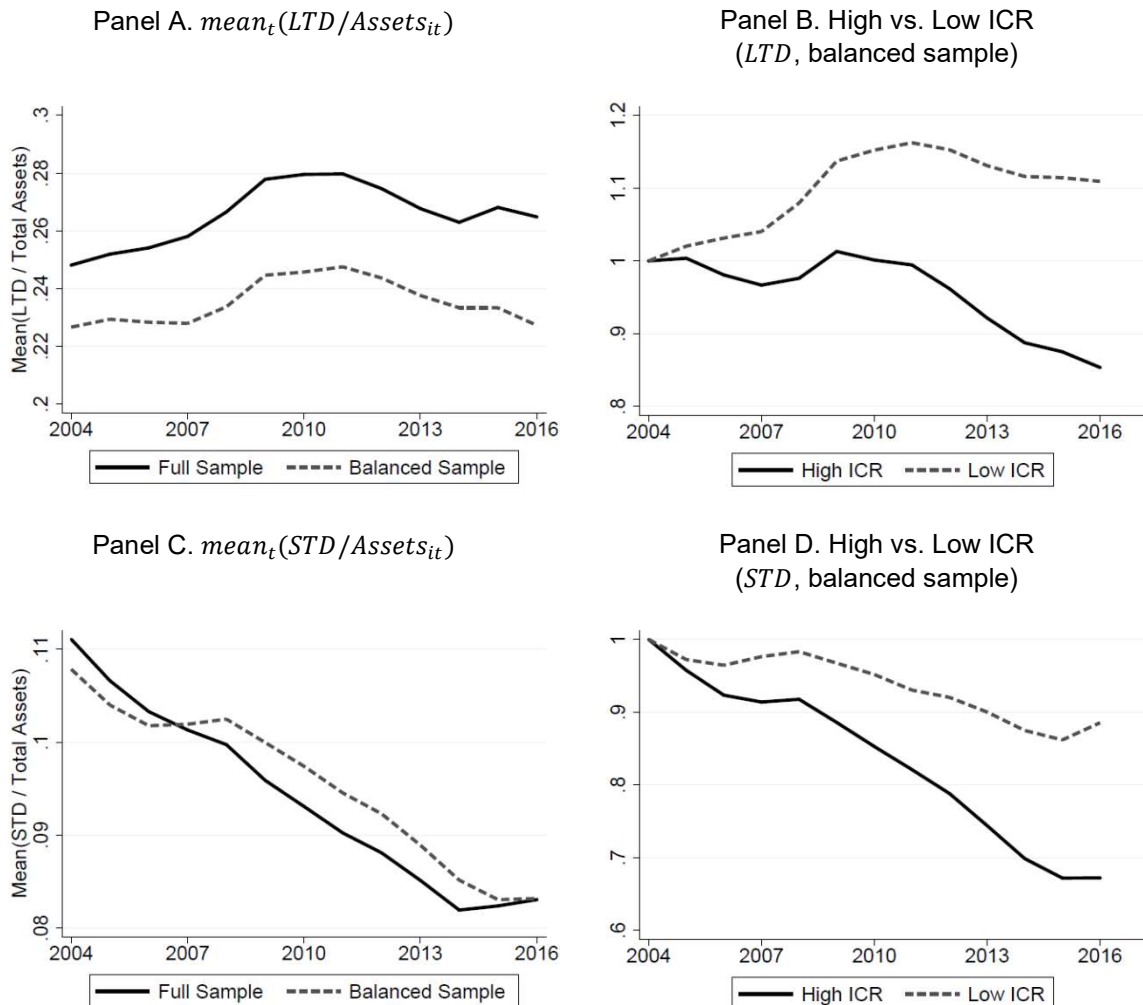 Panel A. mean_t(LTD/Assets_it)
Mean(LTD / Total Assets)
.3
.28
.26
.24
.22
.2
2004 2007 2010 2013 2016
Full Sample Balanced Sample
Panel B. High vs. Low ICR
(LTD, balanced sample)
1.2
1.1
1
.9
.8
2004 2007 2010 2013 2016
High ICR Low ICR
Panel C. mean_t(STD/Assets_it)
Mean(STD / Total Assets)
.11
.1
.09
.08
2004 2007 2010 2013 2016
Full Sample Balanced Sample
Panel D. High vs. Low ICR
(STD, balanced sample)
1
.9
.8
.7
.6
2004 2007 2010 2013 2016
High ICR Low ICR